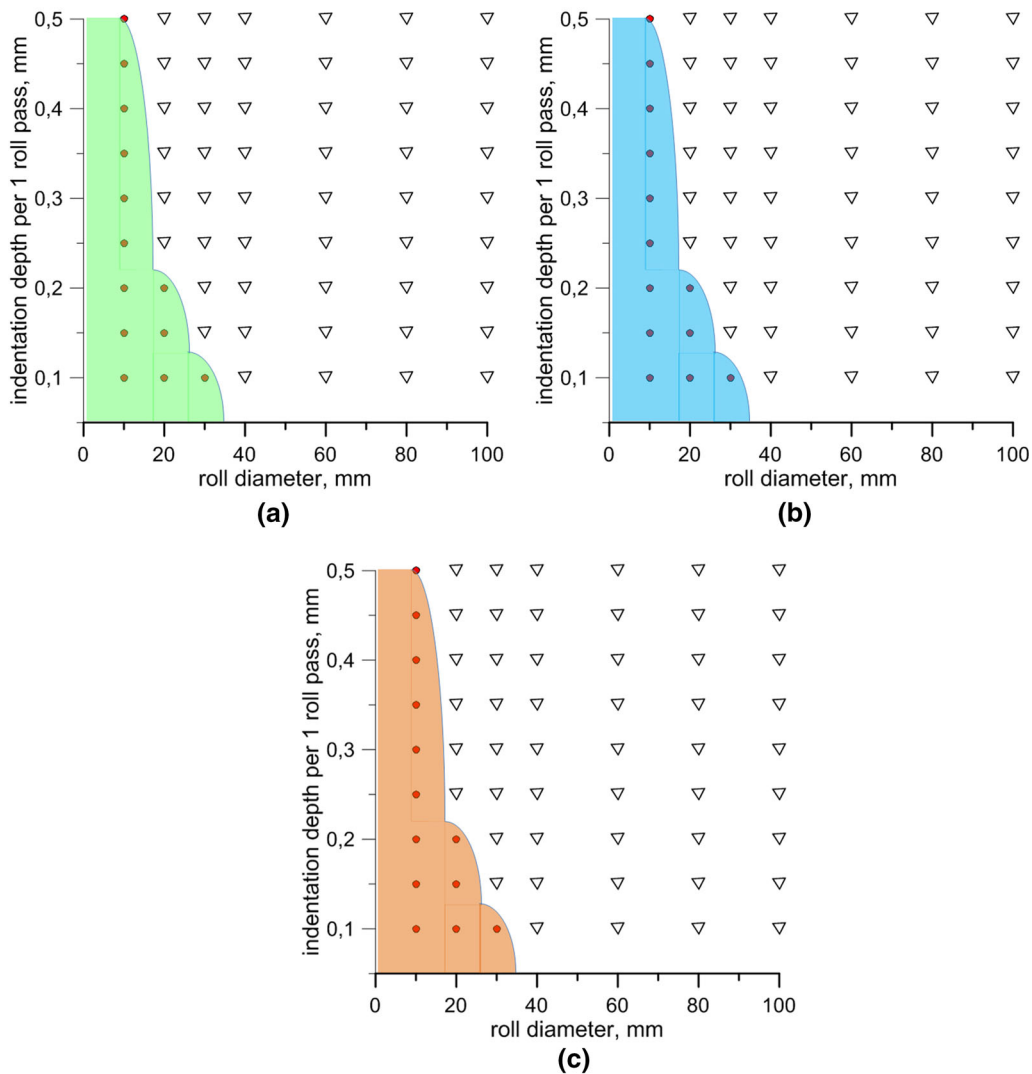 indentation depth per 1 roll pass, mm
0,5
0,4
0,3
0,2
0,1
0 20 40 60 80 100
roll diameter, mm
(a)
indentation depth per 1 roll pass, mm
0,5
0,4
0,3
0,2
0,1
0 20 40 60 80 100
roll diameter, mm
(b)
indentation depth per 1 roll pass, mm
0,5
0,4
0,3
0,2
0,1
0 20 40 60 80 100
roll diameter, mm
(c)